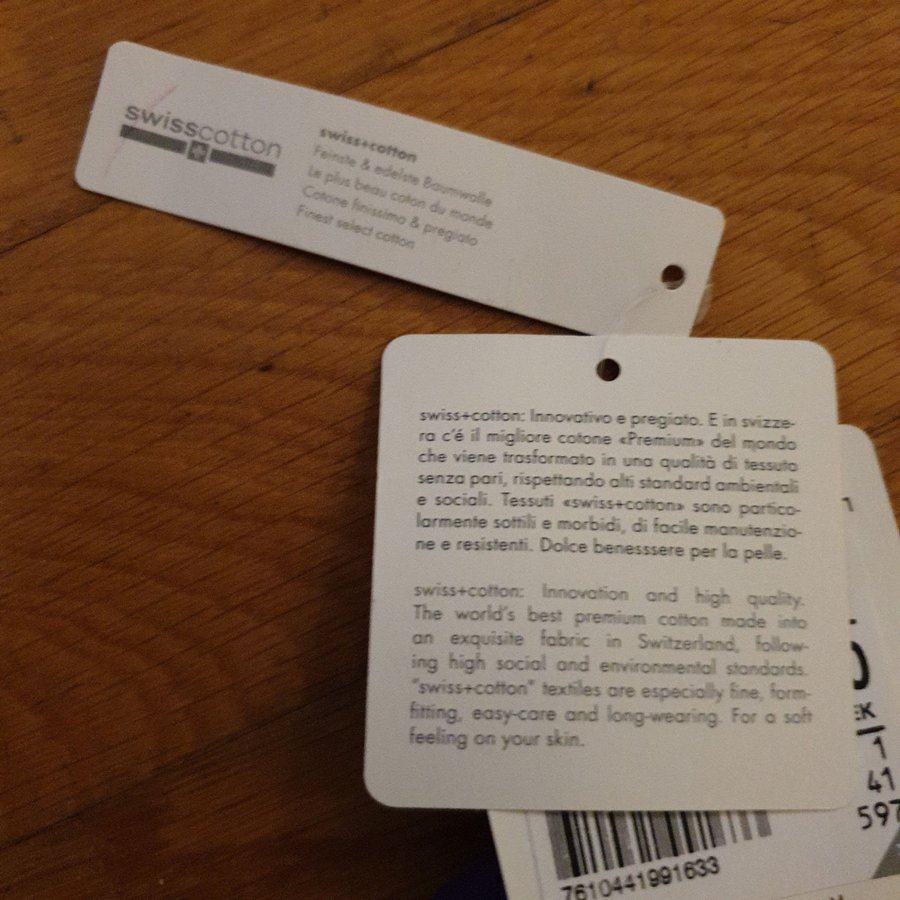 swisscotton
swiss+cotton
Feinste & edelste Baumwolle
Le plus beau coton du monde
Cotone finissimo & pregiato
Finest select cotton
swiss+cotton: Innovativo e pregiato. E in svizze-
ra c'é il migliore cotone «Premium» del mondo
che viene trasformato in una qualità di tessuto
senza pari, rispettando alti standard ambientali
e sociali. Tessuti «swiss+cotton» sono partico-
larmente sottili e morbidi, di facile manutenzio-
ne e resistenti. Dolce benesssere per la pelle.
swiss+cotton: Innovation and high quality.
The world's best premium cotton made into
an exquisite fabric in Switzerland, follow-
ing high social and environmental standards.
"swiss+cotton" textiles are especially fine, form-
fitting, easy-care and long-wearing. For a soft
feeling on your skin.
1
41
597
7610441991633